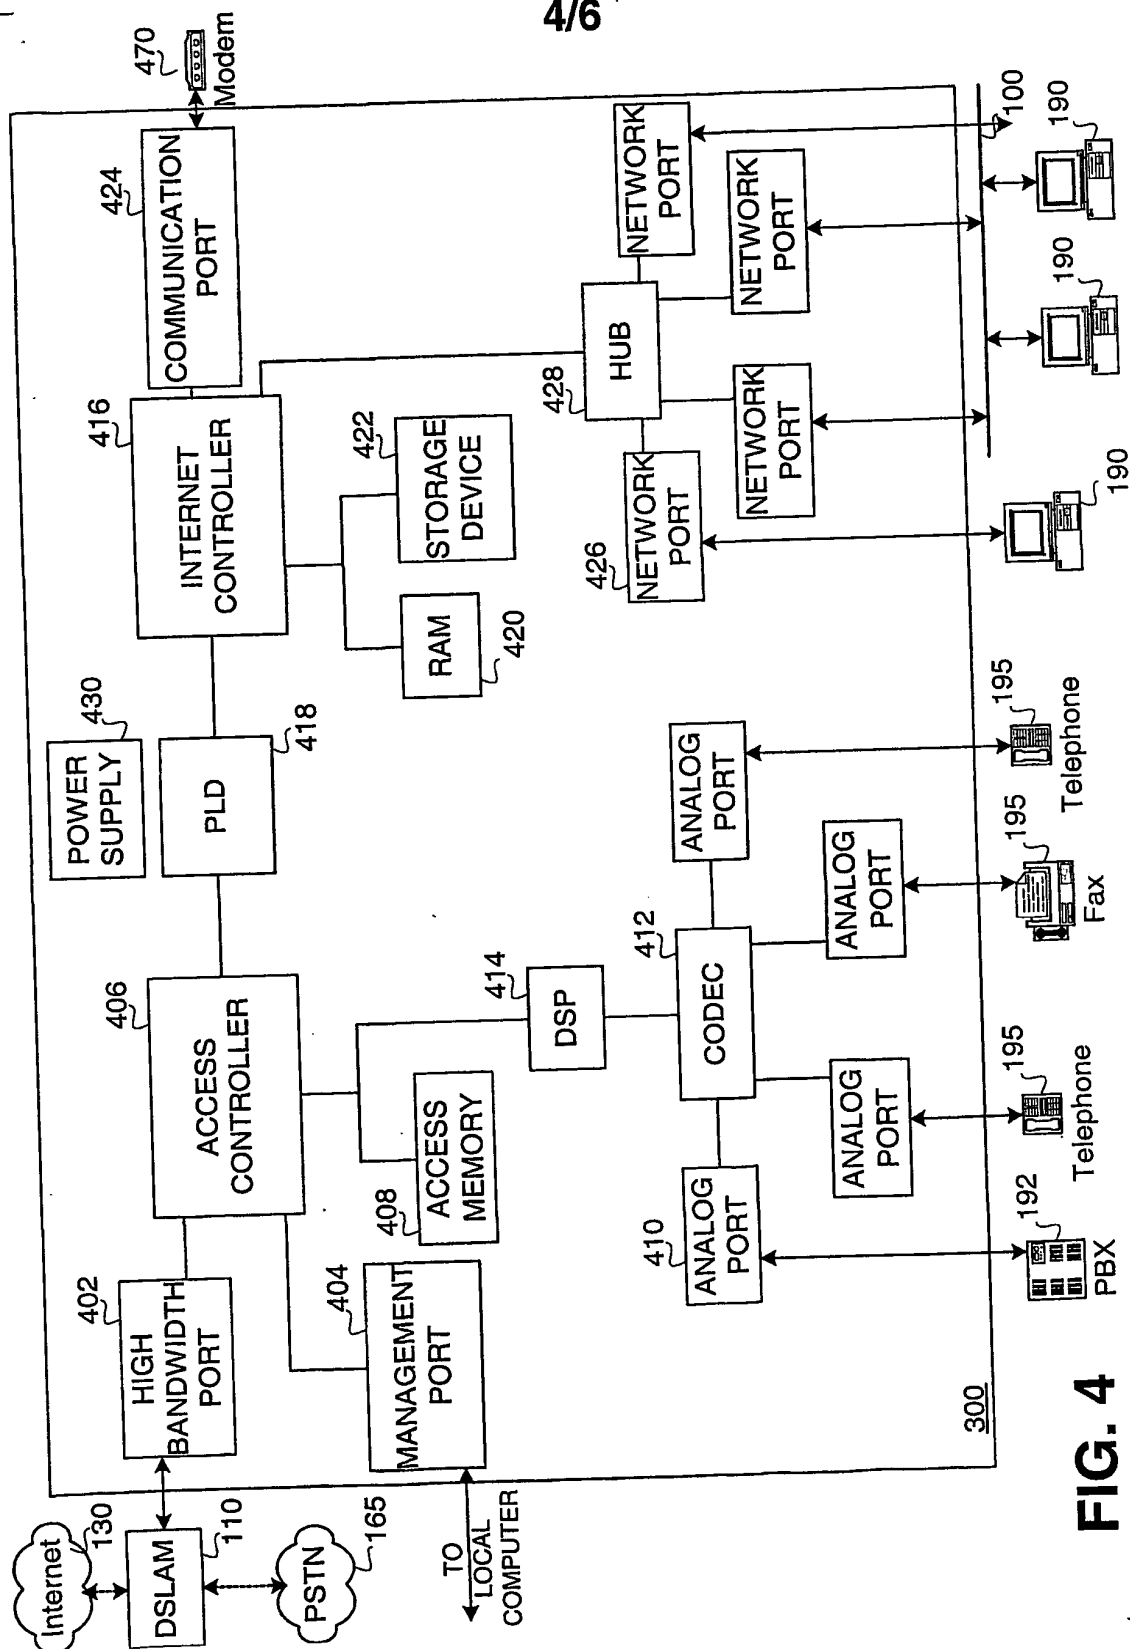 4/6
Internet
130
DSLAM
110
PSTN
165
TO
LOCAL
COMPUTER
402
HIGH
BANDWIDTH
PORT
404
MANAGEMENT
PORT
406
ACCESS
CONTROLLER
408
ACCESS
MEMORY
414
DSP
412
CODEC
410
ANALOG
PORT
ANALOG
PORT
ANALOG
PORT
ANALOG
PORT
POWER
SUPPLY
430
PLD
418
416
INTERNET
CONTROLLER
424
COMMUNICATION
PORT
470
Modem
RAM
420
422
STORAGE
DEVICE
428
HUB
426
NETWORK
PORT
NETWORK
PORT
NETWORK
PORT
NETWORK
PORT
300
192
PBX
195
Telephone
195
Fax
195
Telephone
190
190
190
100
FIG. 4